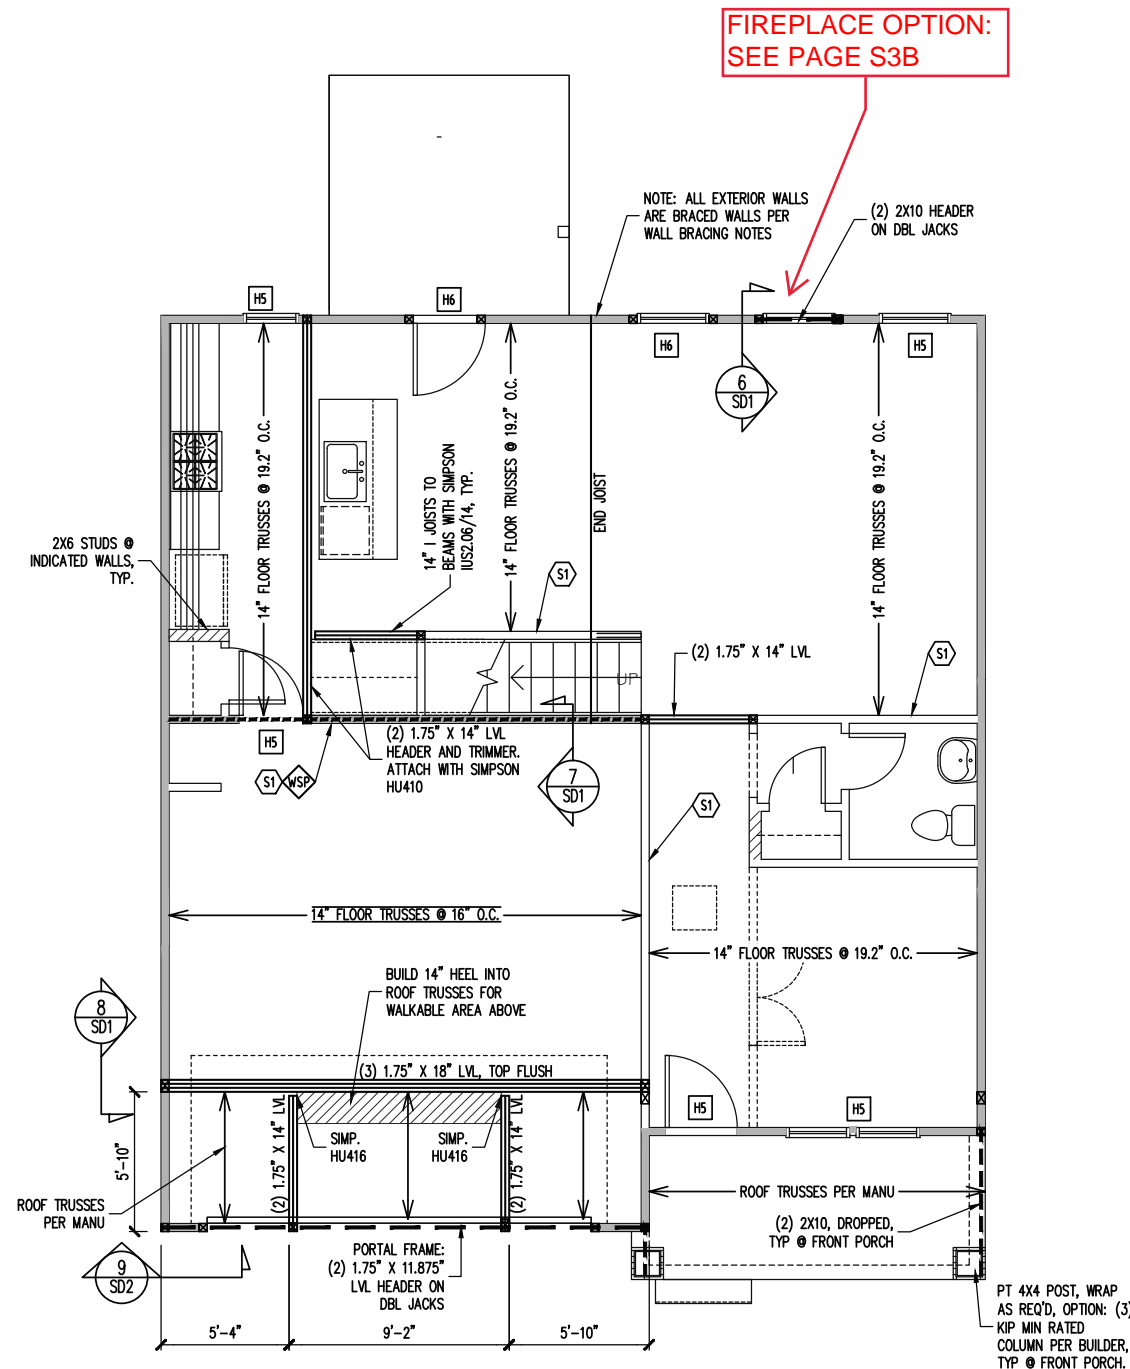 FIREPLACE OPTION:
SEE PAGE S3B
NOTE: ALL EXTERIOR WALLS
ARE BRACED WALLS PER
WALL BRACING NOTES
(2) 2X10 HEADER
ON DBL JACKS
H5
H6
H6
H5
6
SD1
14" FLOOR TRUSSES @ 19.2" O.C.
14" FLOOR TRUSSES @ 19.2" O.C.
14" FLOOR TRUSSES @ 19.2" O.C.
END JOIST
14" I JOISTS TO
BEAMS WITH SIMPSON
IUS2.06/14, TYP.
2X6 STUDS @
INDICATED WALLS,
TYP.
S1
UP
(2) 1.75" X 14" LVL
S1
H5
S1
WSP
(2) 1.75" X 14" LVL
HEADER AND TRIMMER.
ATTACH WITH SIMPSON
HU410
7
SD1
S1
14" FLOOR TRUSSES @ 16" O.C.
14" FLOOR TRUSSES @ 19.2" O.C.
BUILD 14" HEEL INTO
ROOF TRUSSES FOR
WALKABLE AREA ABOVE
8
SD1
(3) 1.75" X 18" LVL, TOP FLUSH
(2) 1.75" X 14" LVL
SIMP.
HU416
SIMP.
HU416
(2) 1.75" X 14" LVL
H5
H5
5'-10"
ROOF TRUSSES
PER MANU
ROOF TRUSSES PER MANU
(2) 2X10, DROPPED,
TYP @ FRONT PORCH
9
SD2
PORTAL FRAME:
(2) 1.75" X 11.875"
LVL HEADER ON
DBL JACKS
PT 4X4 POST, WRAP
AS REQ'D, OPTION: (3)
KIP MIN RATED
COLUMN PER BUILDER,
TYP @ FRONT PORCH.
5'-4"
9'-2"
5'-10"